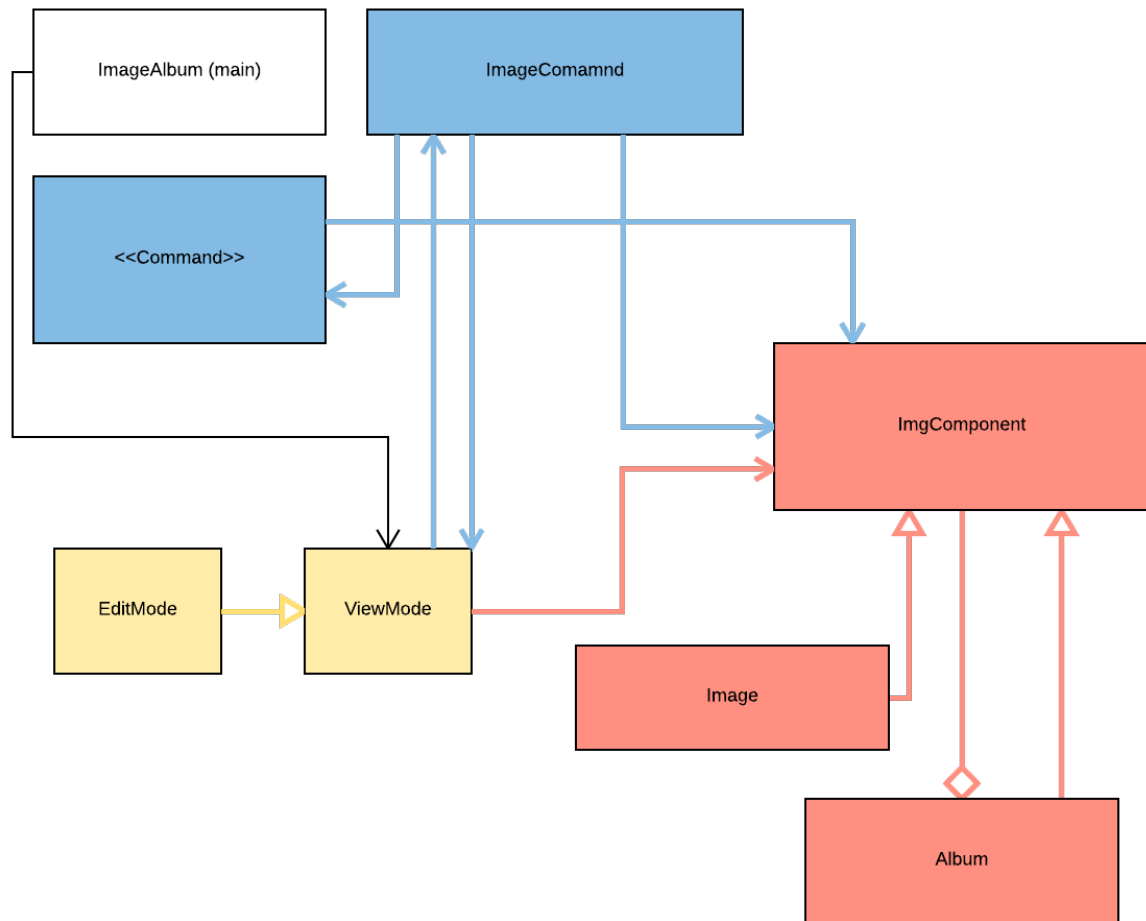 ImageAlbum (main)
ImageComamnd
<<Command>>
ImgComponent
EditMode
ViewMode
Image
Album